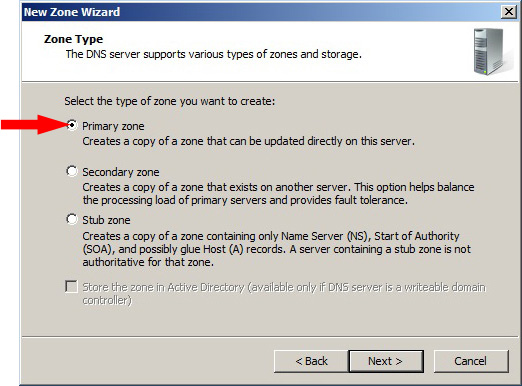 New Zone Wizard
Zone Type
The DNS server supports various types of zones and storage.
Select the type of zone you want to create:
Primary zone
Creates a copy of a zone that can be updated directly on this server.
Secondary zone
Creates a copy of a zone that exists on another server. This option helps balance
the processing load of primary servers and provides fault tolerance.
Stub zone
Creates a copy of a zone containing only Name Server (NS), Start of Authority
(SOA), and possibly glue Host (A) records. A server containing a stub zone is not
authoritative for that zone.
Store the zone in Active Directory (available only if DNS server is a writeable domain
controller)
< Back
Next >
Cancel